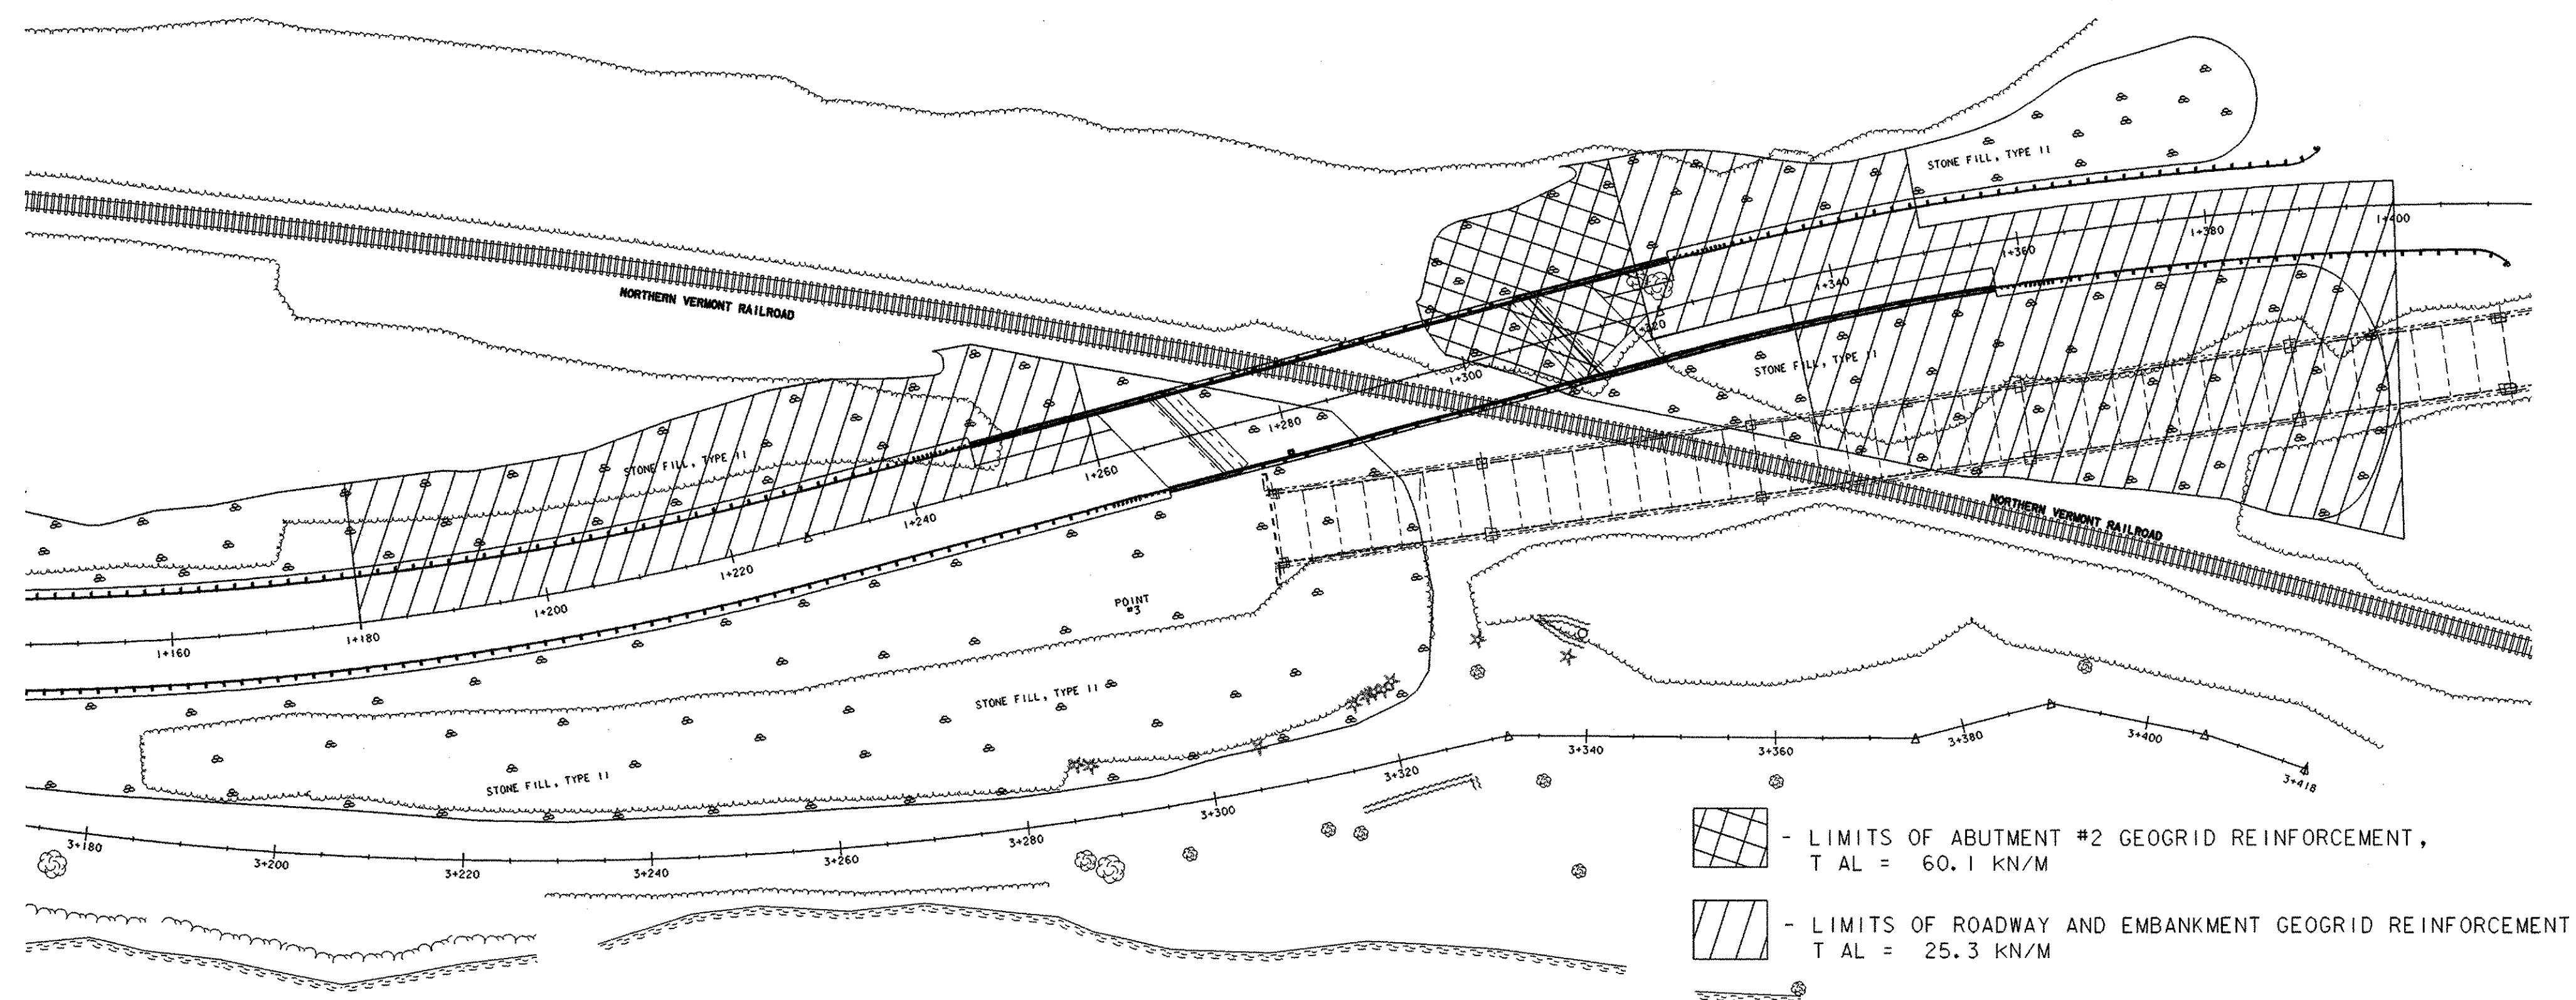 STONE FILL, TYPE II
1+400
1+380
1+360
1+340
1+320
NORTHERN VERMONT RAILROAD
STONE FILL, TYPE II
1+300
1+280
1+260
STONE FILL, TYPE II
1+240
NORTHERN VERMONT RAILROAD
1+220
1+200
POINT
#3
1+180
1+160
STONE FILL, TYPE II
STONE FILL, TYPE II
3+180
3+200
3+220
3+240
3+260
3+280
3+300
3+320
3+340
3+360
3+380
3+400
3+418
- LIMITS OF ABUTMENT #2 GEOGRID REINFORCEMENT,
T AL = 60.1 KN/M
- LIMITS OF ROADWAY AND EMBANKMENT GEOGRID REINFORCEMENT
T AL = 25.3 KN/M